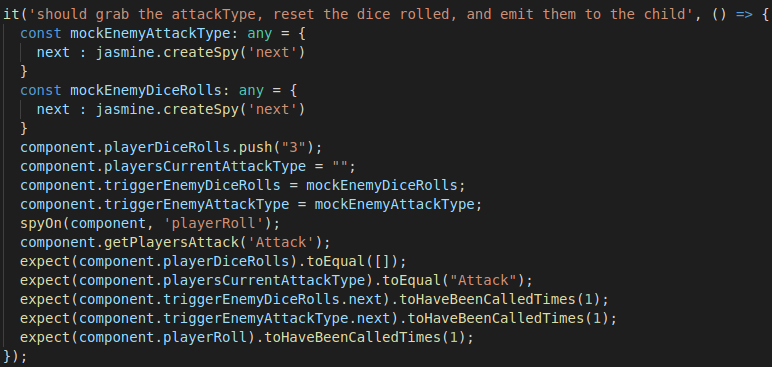 it('should grab the attackType, reset the dice rolled, and emit them to the child', () => {
  const mockEnemyAttackType: any = {
    next : jasmine.createSpy('next')
  }
  const mockEnemyDiceRolls: any = {
    next : jasmine.createSpy('next')
  }
  component.playerDiceRolls.push("3");
  component.playersCurrentAttackType = "";
  component.triggerEnemyDiceRolls = mockEnemyDiceRolls;
  component.triggerEnemyAttackType = mockEnemyAttackType;
  spyOn(component, 'playerRoll');
  component.getPlayersAttack('Attack');
  expect(component.playerDiceRolls).toEqual([]);
  expect(component.playersCurrentAttackType).toEqual("Attack");
  expect(component.triggerEnemyDiceRolls.next).toHaveBeenCalledTimes(1);
  expect(component.triggerEnemyAttackType.next).toHaveBeenCalledTimes(1);
  expect(component.playerRoll).toHaveBeenCalledTimes(1);
});